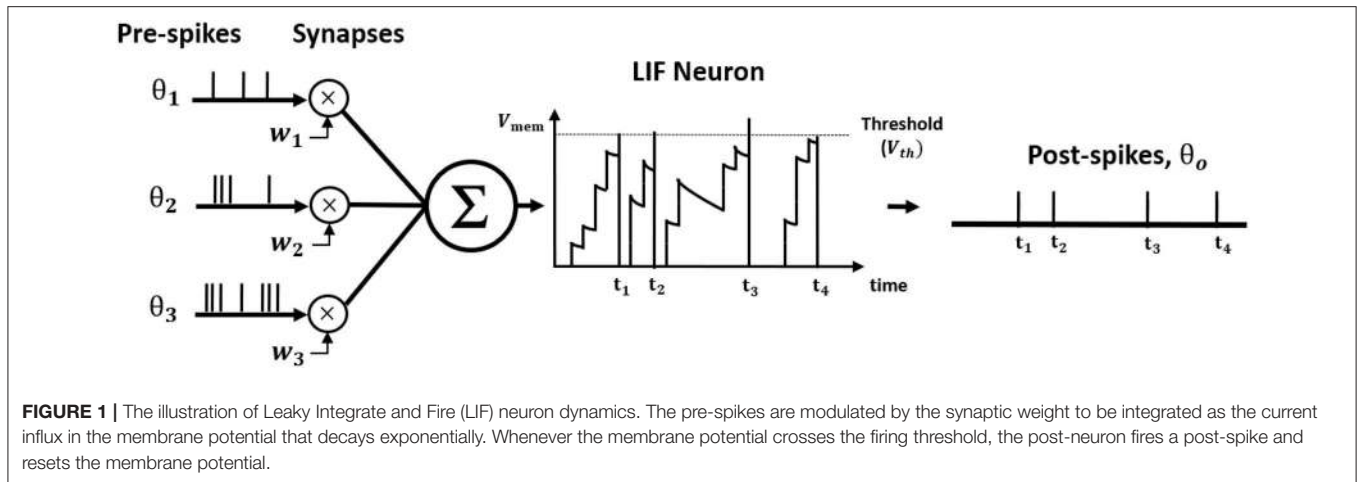 Pre-spikes
Synapses
θ₁
×
w₁
θ₂
×
w₂
θ₃
×
w₃
Σ
LIF Neuron
V_mem
Threshold
(V_th)
t₁ t₂ t₃ t₄ time
Post-spikes, θ_o
t₁ t₂ t₃ t₄
FIGURE 1 | The illustration of Leaky Integrate and Fire (LIF) neuron dynamics. The pre-spikes are modulated by the synaptic weight to be integrated as the current
influx in the membrane potential that decays exponentially. Whenever the membrane potential crosses the firing threshold, the post-neuron fires a post-spike and
resets the membrane potential.